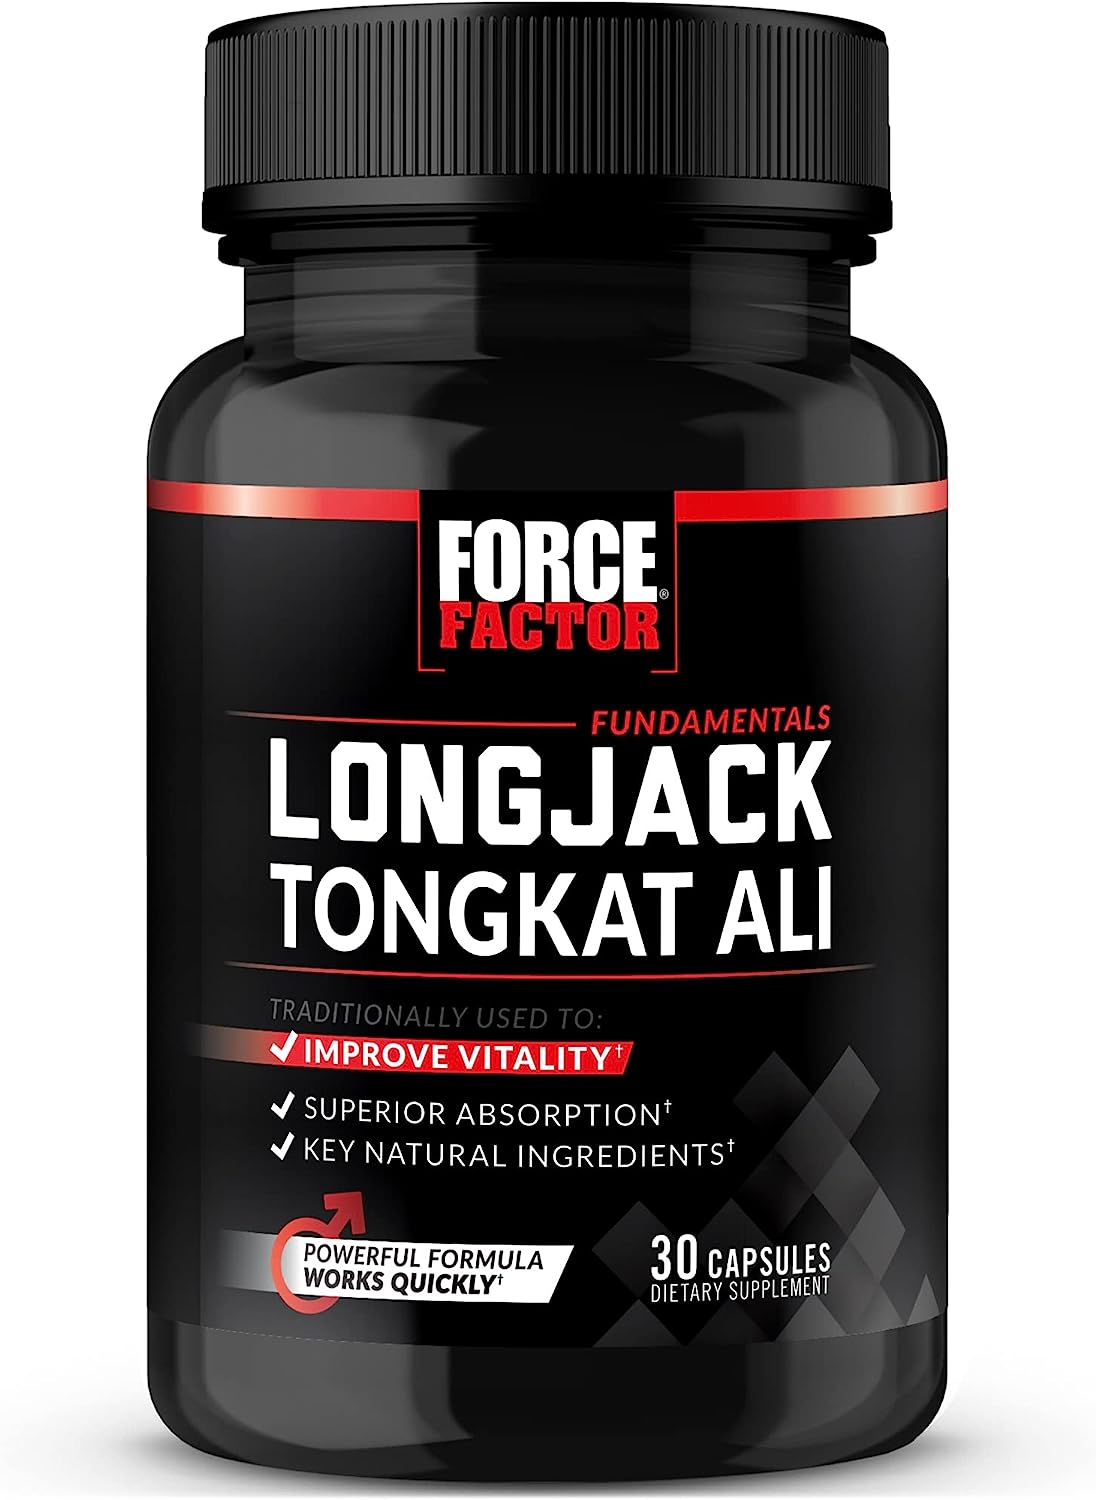 FORCE
FACTOR®
FUNDAMENTALS
LONGJACK
TONGKAT ALI
TRADITIONALLY USED TO:
✓ IMPROVE VITALITY†
✓ SUPERIOR ABSORPTION†
✓ KEY NATURAL INGREDIENTS†
POWERFUL FORMULA
WORKS QUICKLY†
30 CAPSULES
DIETARY SUPPLEMENT